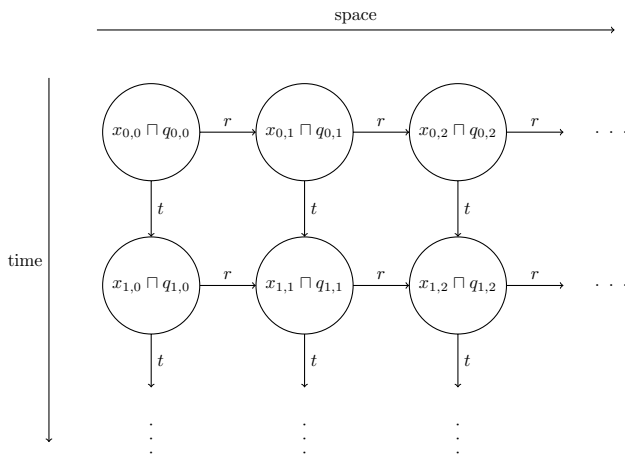 space
x_{0,0} ⊓ q_{0,0} r x_{0,1} ⊓ q_{0,1} r x_{0,2} ⊓ q_{0,2} r · · ·
t t t
time
x_{1,0} ⊓ q_{1,0} r x_{1,1} ⊓ q_{1,1} r x_{1,2} ⊓ q_{1,2} r · · ·
t t t
⋮ ⋮ ⋮